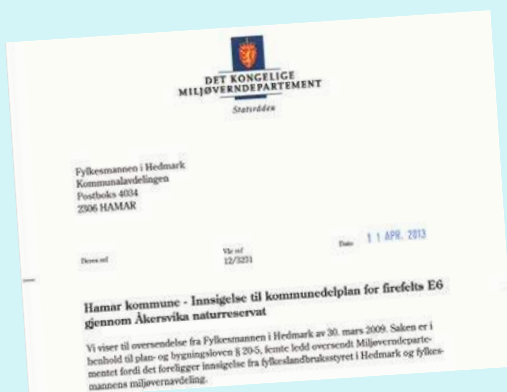 DET KONGELIGE
MILJØVERNDEPARTEMENT
Statsråden
Fylkesmannen i Hedmark
Kommunalavdelingen
Postboks 4034
2306 HAMAR
Deres ref
Vår ref
12/3231
Dato
11 APR. 2013
Hamar kommune - Innsigelse til kommunedelplan for firefelts E6
gjennom Åkersvika naturreservat
Vi viser til oversendelse fra Fylkesmannen i Hedmark av 30. mars 2009. Saken er i
henhold til plan- og bygningsloven § 20-5, femte ledd oversendt Miljøverndeparte-
mentet fordi det foreligger innsigelse fra fylkeslandbruksstyret i Hedmark og fylkes-
mannens miljøvernavdeling.